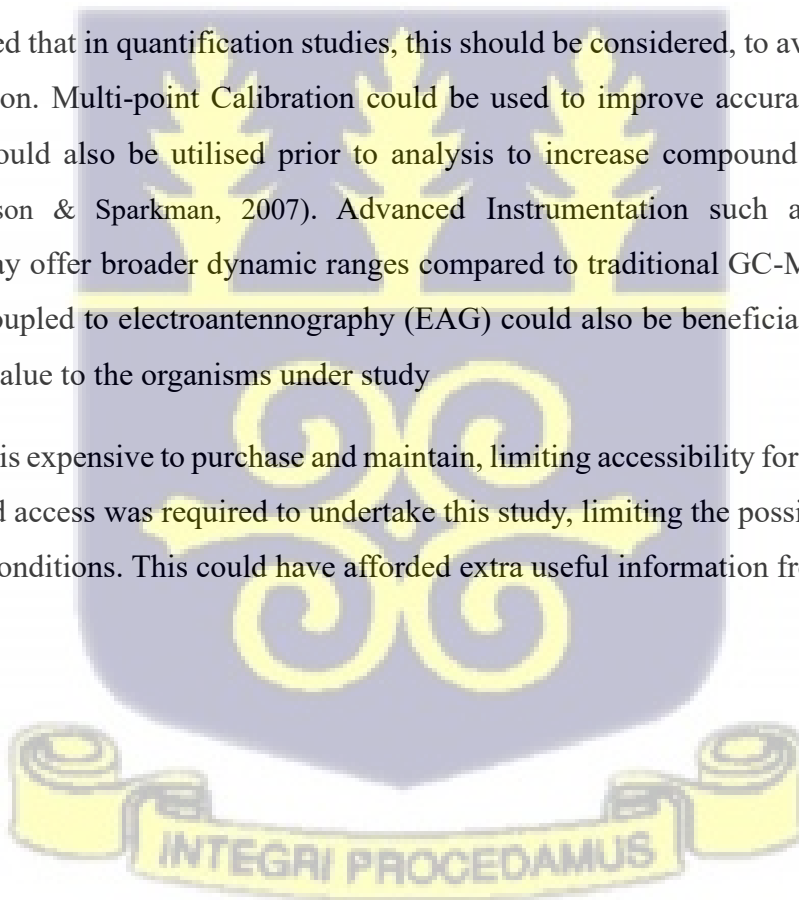 ed that in quantification studies, this should be considered, to av
on. Multi-point Calibration could be used to improve accura
ould also be utilised prior to analysis to increase compound
son & Sparkman, 2007). Advanced Instrumentation such a
ay offer broader dynamic ranges compared to traditional GC-M
oupled to electroantennography (EAG) could also be beneficia
alue to the organisms under study
is expensive to purchase and maintain, limiting accessibility for
d access was required to undertake this study, limiting the possi
onditions. This could have afforded extra useful information fr
INTEGRI PROCEDAMUS